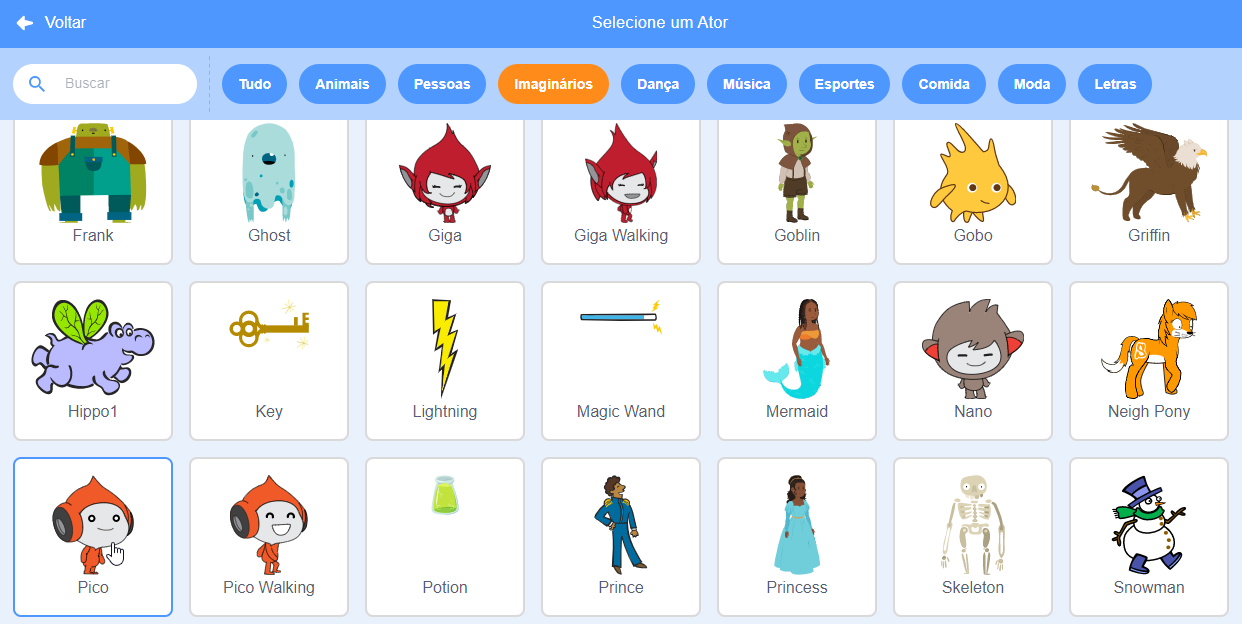 Voltar
Selecione um Ator
Buscar
Tudo
Animais
Pessoas
Imaginários
Dança
Música
Esportes
Comida
Moda
Letras
Frank
Ghost
Giga
Giga Walking
Goblin
Gobo
Griffin
Hippo1
Key
Lightning
Magic Wand
Mermaid
Nano
Neigh Pony
Pico
Pico Walking
Potion
Prince
Princess
Skeleton
Snowman